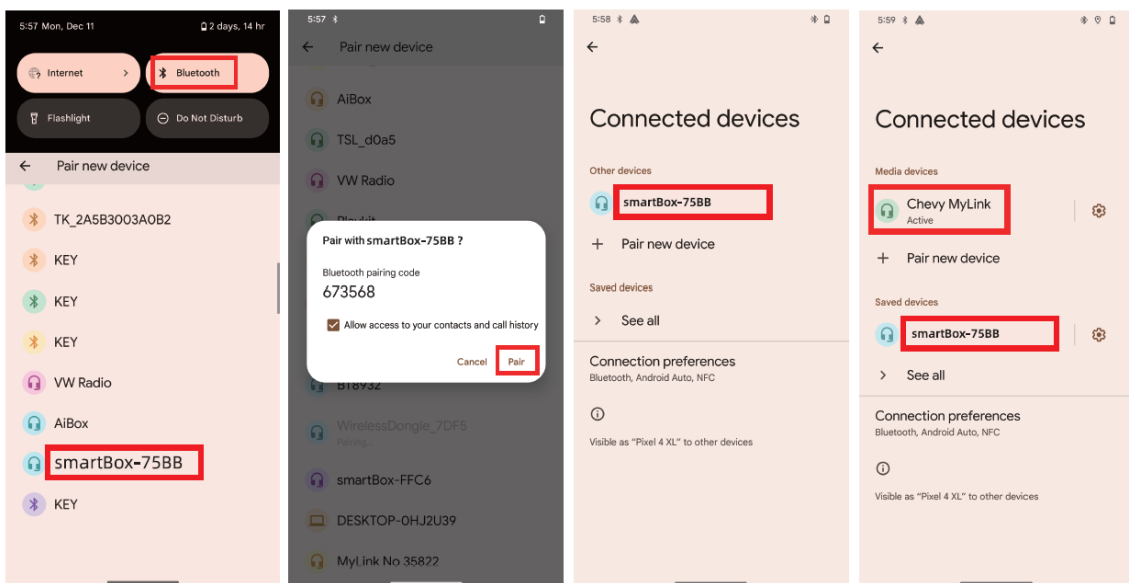 5:57 Mon, Dec 11
2 days, 14 hr
Internet
Bluetooth
Flashlight
Do Not Disturb
Pair new device
TK_2A5B3003A0B2
KEY
KEY
KEY
VW Radio
AiBox
smartBox-75BB
KEY
5:57
Pair new device
AiBox
TSL_d0a5
VW Radio
Playkit
Pair with smartBox-75BB ?
Bluetooth pairing code
673568
Allow access to your contacts and call history
Cancel
Pair
BT8932
WirelessDongle_7DF5
Pairing...
smartBox-FFC6
DESKTOP-0HJ2U39
MyLink No 35822
5:58
Connected devices
Other devices
smartBox-75BB
+ Pair new device
Saved devices
> See all
Connection preferences
Bluetooth, Android Auto, NFC
Visible as “Pixel 4 XL” to other devices
5:59
Connected devices
Media devices
Chevy MyLink
Active
+ Pair new device
Saved devices
smartBox-75BB
> See all
Connection preferences
Bluetooth, Android Auto, NFC
Visible as “Pixel 4 XL” to other devices